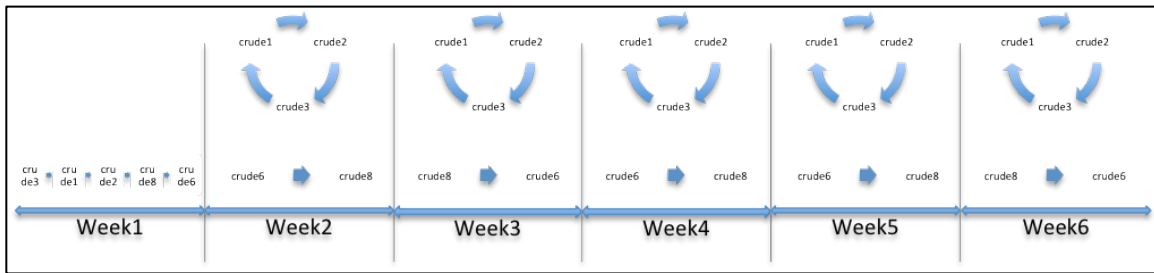 crude1 crude2 crude1 crude2 crude1 crude2 crude1 crude2 crude1 crude2
crude3 crude3 crude3 crude3 crude3
cru cru cru cru cru
de3 de1 de2 de8 de6
crude6 crude8 crude8 crude6 crude6 crude8 crude6 crude8 crude8 crude6
Week1 Week2 Week3 Week4 Week5 Week6